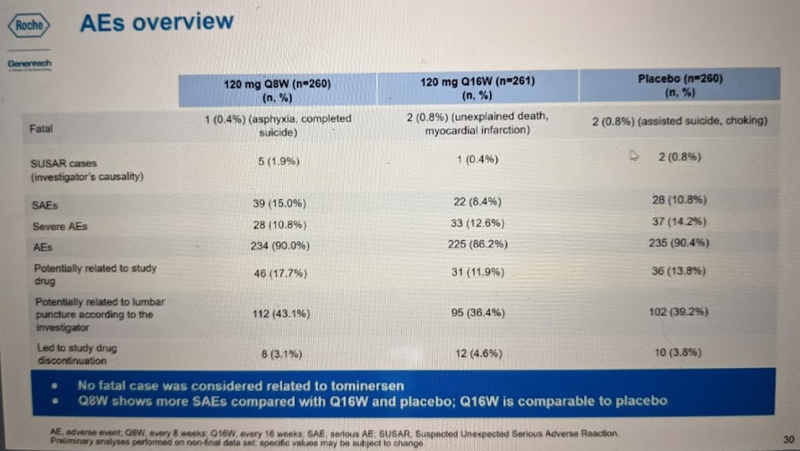 Roche
AEs overview
Genentech
120 mg Q8W (n=260)
(n, %)
120 mg Q16W (n=261)
(n, %)
Placebo (n=260)
(n, %)
Fatal
1 (0.4%) (asphyxia, completed
suicide)
2 (0.8%) (unexplained death,
myocardial infarction)
2 (0.8%) (assisted suicide, choking)
SUSAR cases
(investigator's causality)
5 (1.9%)
1 (0.4%)
2 (0.8%)
SAEs
39 (15.0%)
22 (8.4%)
28 (10.8%)
Severe AEs
28 (10.8%)
33 (12.6%)
37 (14.2%)
AEs
234 (90.0%)
225 (86.2%)
235 (90.4%)
Potentially related to study
drug
46 (17.7%)
31 (11.9%)
36 (13.8%)
Potentially related to lumbar
puncture according to the
investigator
112 (43.1%)
95 (36.4%)
102 (39.2%)
Led to study drug
discontinuation
8 (3.1%)
12 (4.6%)
10 (3.8%)
• No fatal case was considered related to tominersen
• Q8W shows more SAEs compared with Q16W and placebo; Q16W is comparable to placebo
AE, adverse event; Q8W, every 8 weeks; Q16W, every 16 weeks; SAE, serious AE; SUSAR, Suspected Unexpected Serious Adverse Reaction.
Preliminary analyses performed on non-final data set; specific values may be subject to change
30